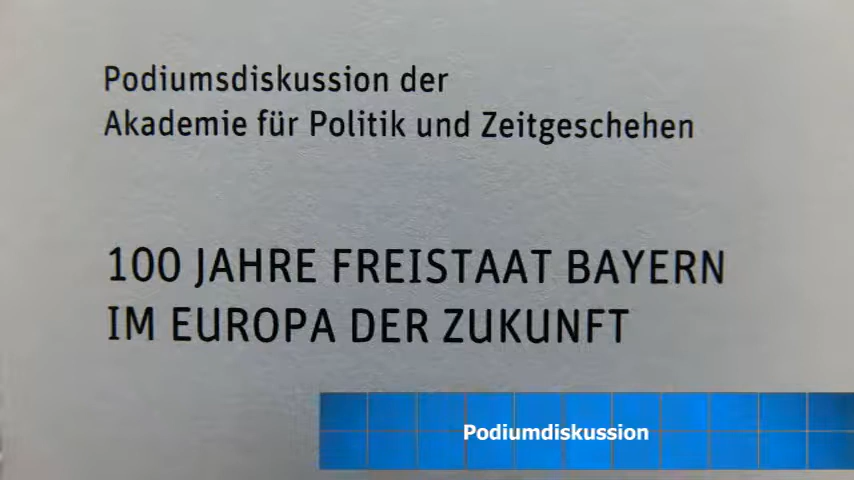 Podiumsdiskussion der
Akademie für Politik und Zeitgeschehen
100 JAHRE FREISTAAT BAYERN
IM EUROPA DER ZUKUNFT
Podiumdiskussion